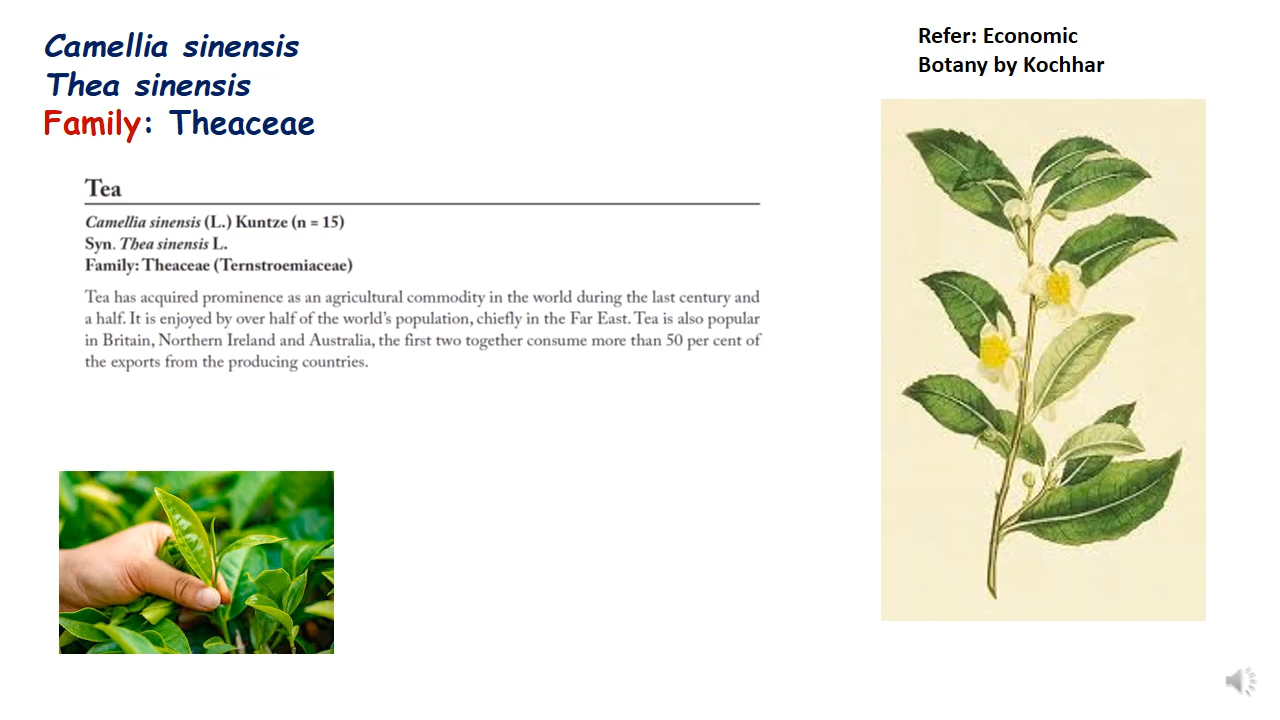 Camellia sinensis
Thea sinensis
Family: Theaceae
Refer: Economic
Botany by Kochhar
Tea
Camellia sinensis (L.) Kuntze (n = 15)
Syn. Thea sinensis L.
Family: Theaceae (Ternstroemiaceae)
Tea has acquired prominence as an agricultural commodity in the world during the last century and
a half. It is enjoyed by over half of the world's population, chiefly in the Far East. Tea is also popular
in Britain, Northern Ireland and Australia, the first two together consume more than 50 per cent of
the exports from the producing countries.